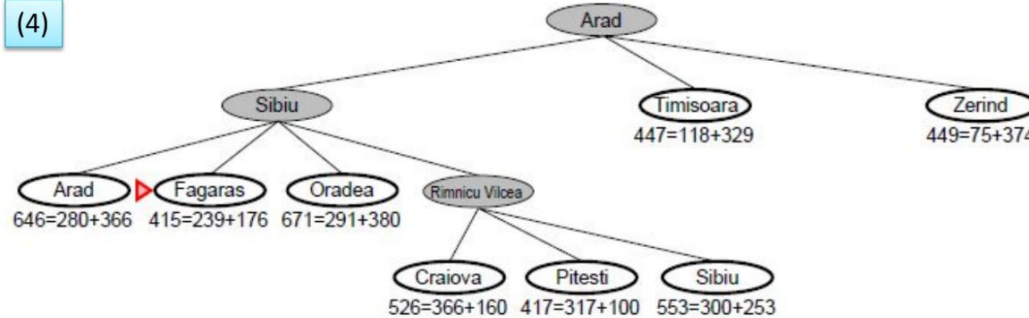 (4)
Arad
Sibiu
Timisoara
Zerind
447=118+329
449=75+374
Arad
Fagaras
Oradea
Rimnicu Vilcea
646=280+366
415=239+176
671=291+380
Craiova
Pitesti
Sibiu
526=366+160
417=317+100
553=300+253